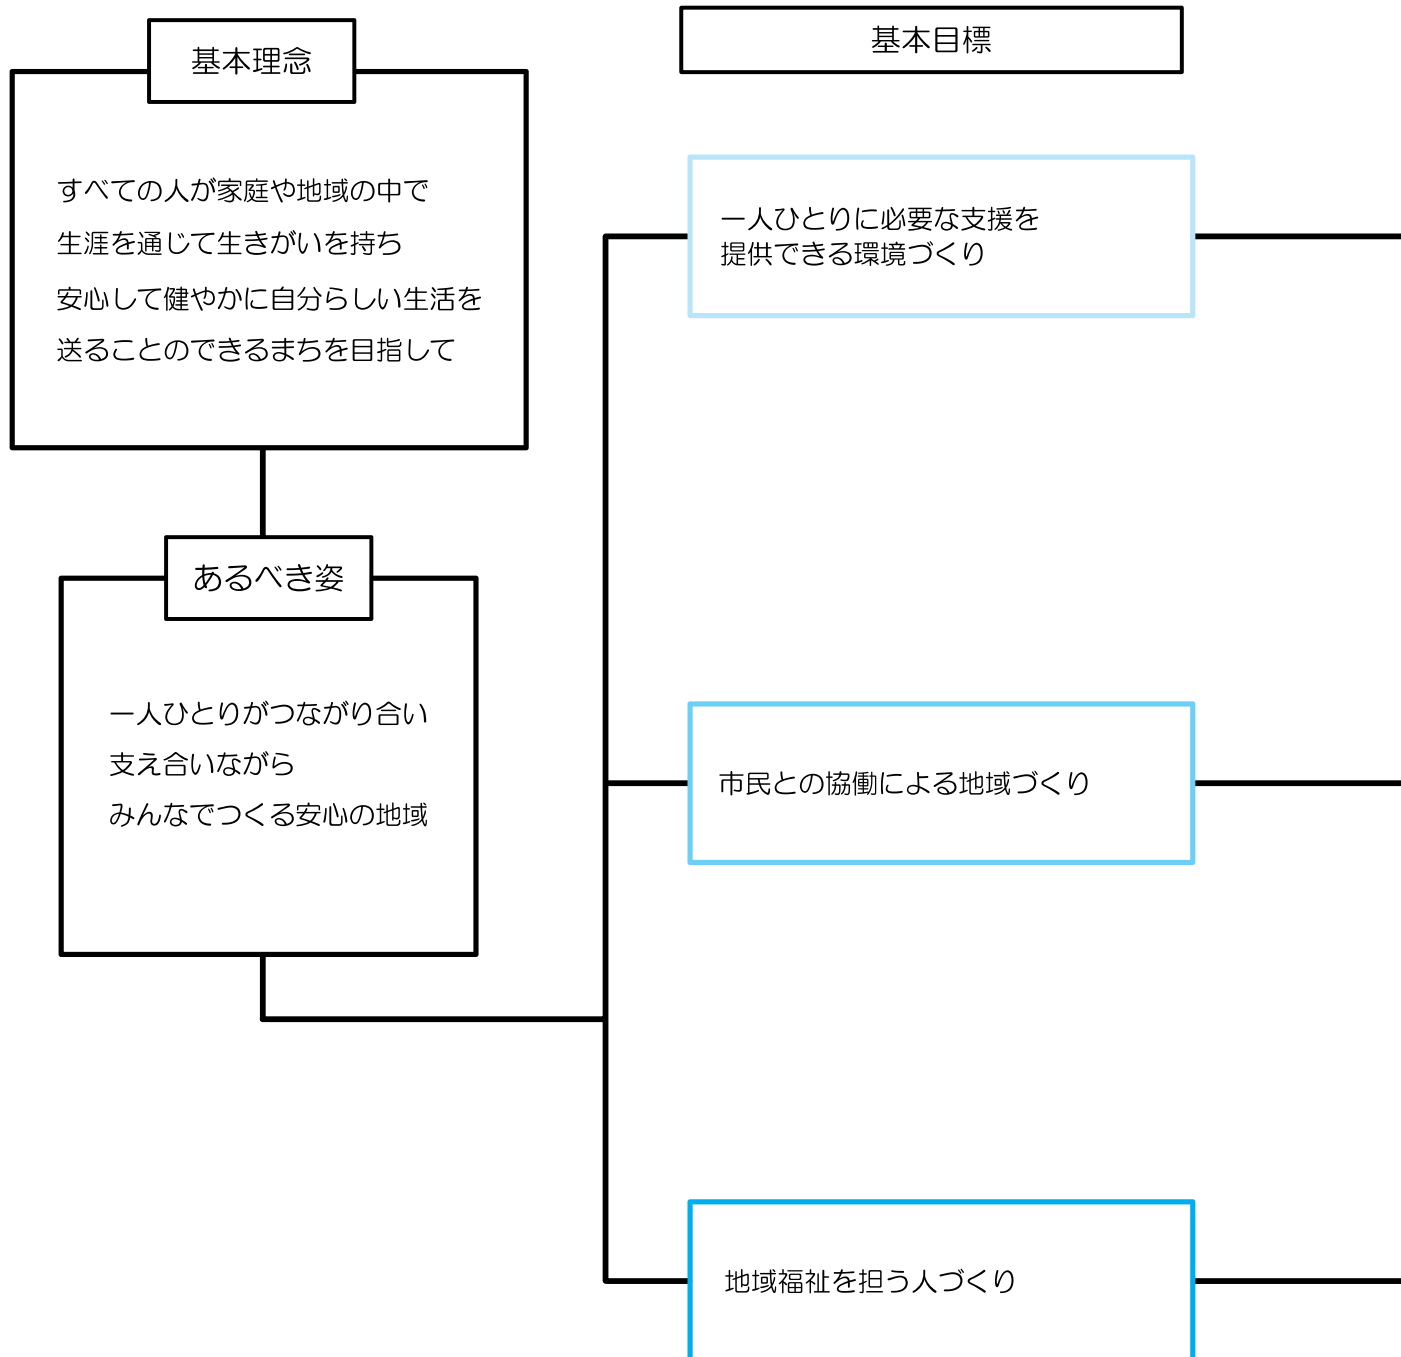 基本理念
すべての人が家庭や地域の中で
生涯を通じて生きがいを持ち
安心して健やかに自分らしい生活を
送ることのできるまちを目指して
あるべき姿
一人ひとりがつながり合い
支え合いながら
みんなでつくる安心の地域
基本目標
一人ひとりに必要な支援を
提供できる環境づくり
市民との協働による地域づくり
地域福祉を担う人づくり